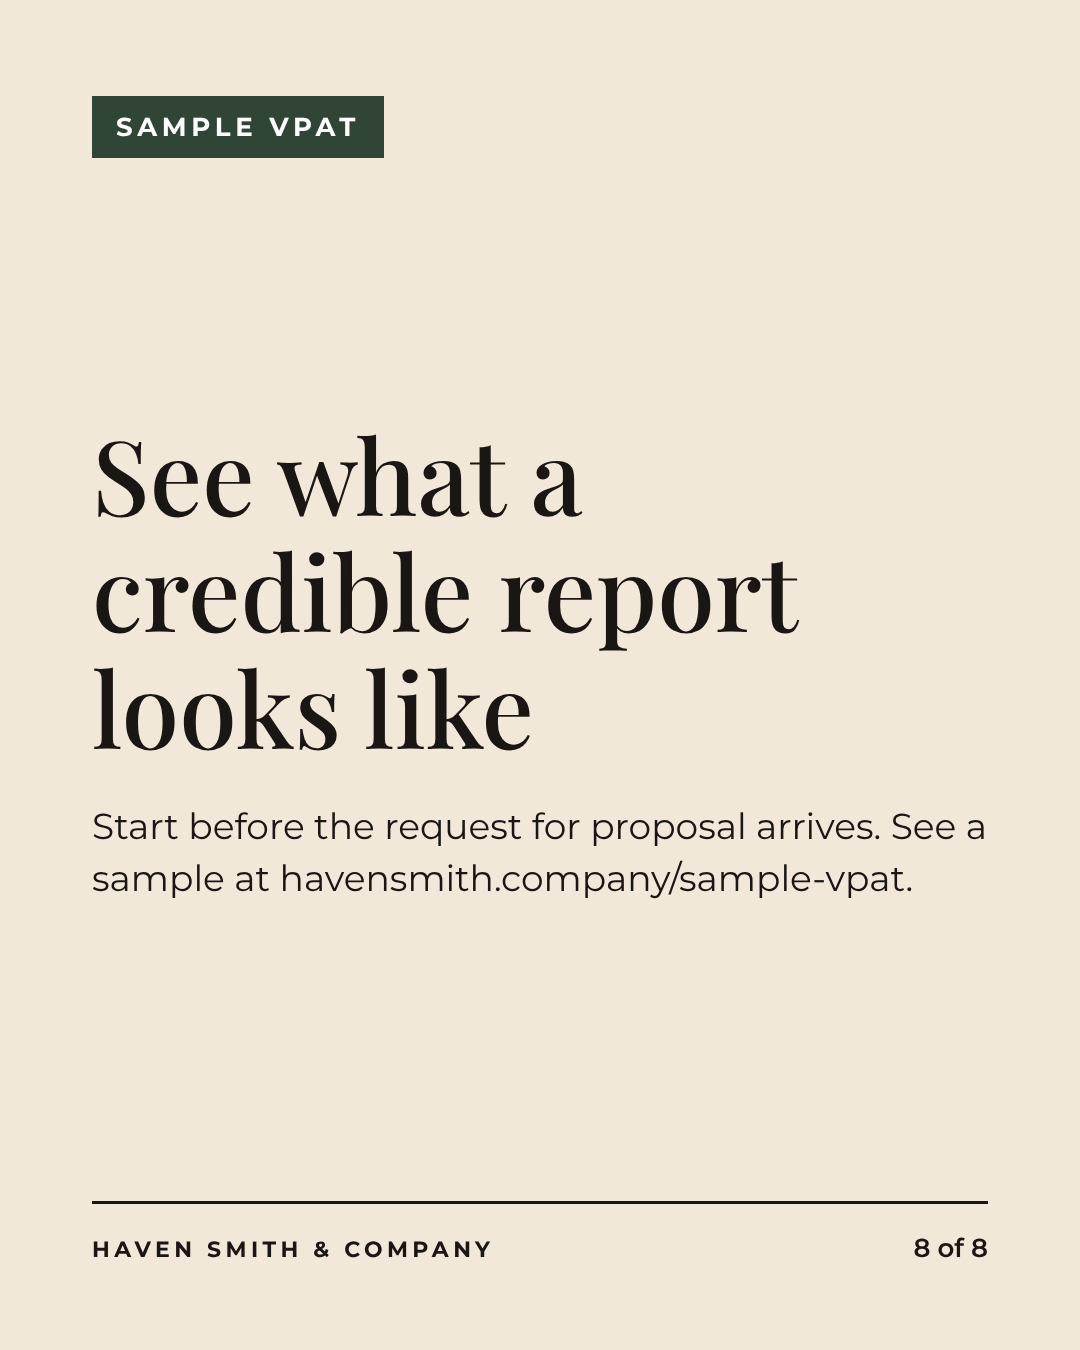 SAMPLE VPAT
See what a
credible report
looks like
Start before the request for proposal arrives. See a
sample at havensmith.company/sample-vpat.
HAVEN SMITH & COMPANY
8 of 8